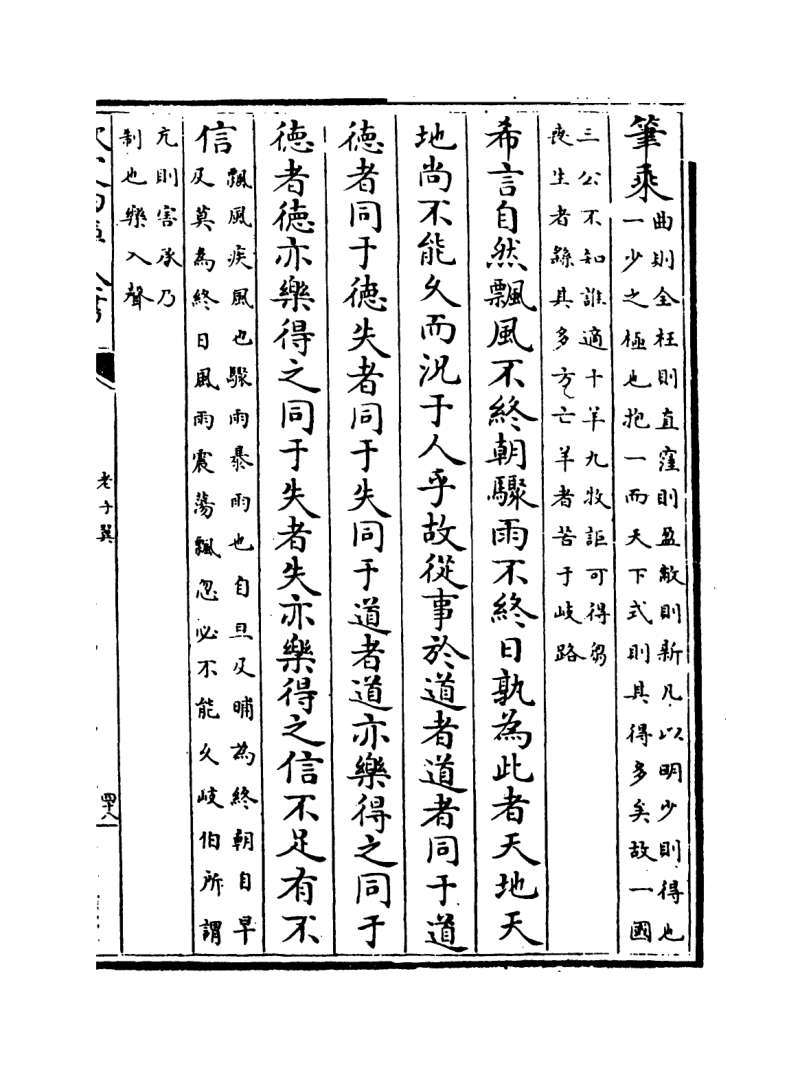 筆乘
曲則全枉則直窪則盈敝則新凡以明少則得也
一少之極也抱一而天下式則其得多矣故一國
三公不知誰適十羊九牧詎可得芻
喪生者繇其多方亡羊者苦于岐路
希言自然飄風不終朝驟雨不終日孰為此者天地天
地尚不能久而況于人乎故從事於道者道者同于道
德者同于德失者同于失同于道者道亦樂得之同于
德者德亦樂得之同于失者失亦樂得之信不足有不
信
飄風疾風也驟雨暴雨也自旦及晡為終朝自早
及莫為終日風雨震蕩飄忽必不能久岐伯所謂
亢則害承乃
制也樂入聲
老子翼